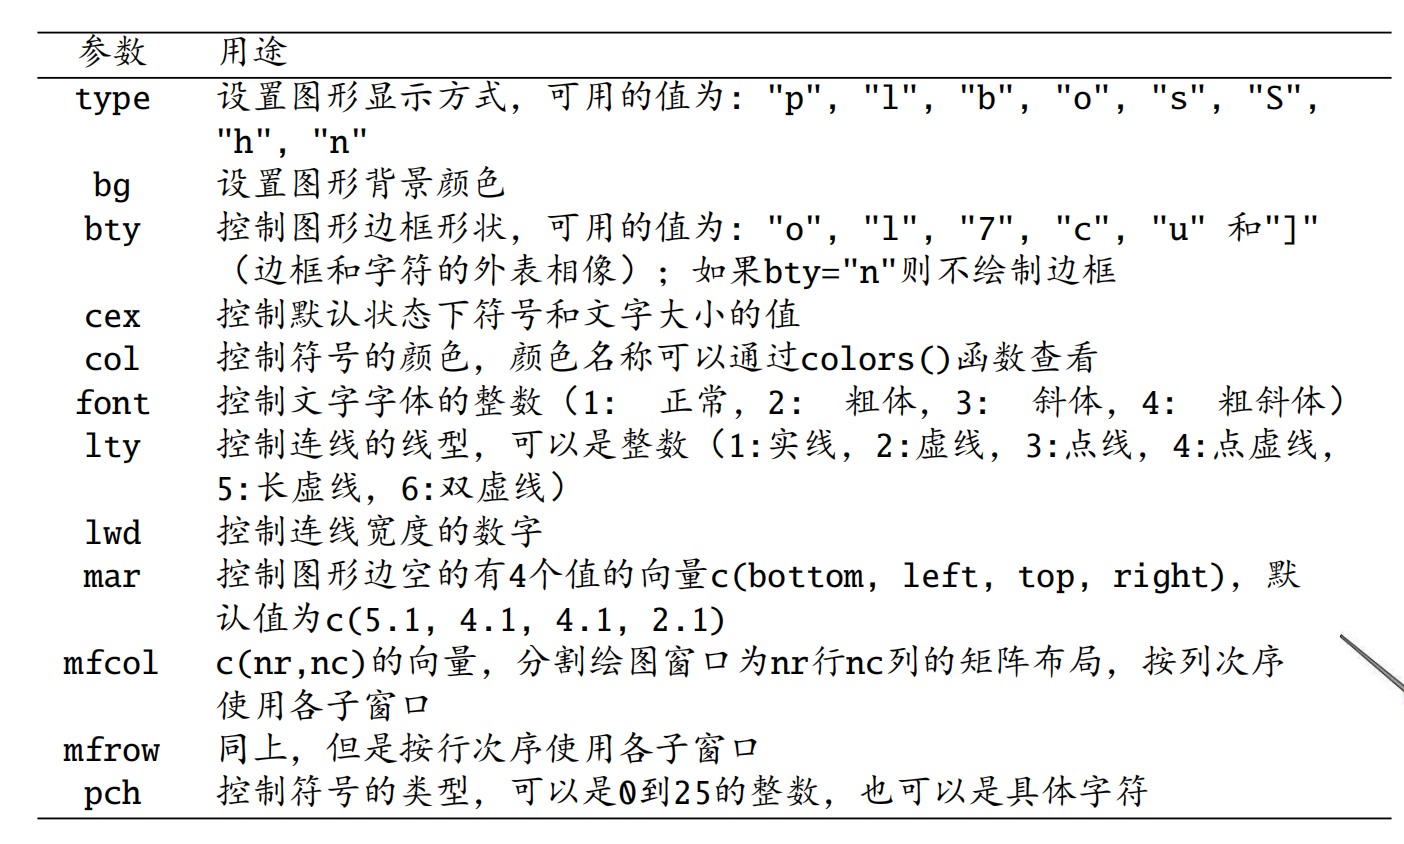 参数 用途
type 设置图形显示方式，可用的值为: "p", "l", "b", "o", "s", "S",
"h", "n"
bg 设置图形背景颜色
bty 控制图形边框形状，可用的值为: "o", "l", "7", "c", "u" 和"]"
（边框和字符的外表相像）; 如果bty="n"则不绘制边框
cex 控制默认状态下符号和文字大小的值
col 控制符号的颜色，颜色名称可以通过colors()函数查看
font 控制文字字体的整数（1: 正常,2: 粗体,3: 斜体,4: 粗斜体）
lty 控制连线的线型，可以是整数（1:实线, 2:虚线, 3:点线, 4:点虚线,
5:长虚线, 6:双虚线）
lwd 控制连线宽度的数字
mar 控制图形边空的有4个值的向量c(bottom, left, top, right)，默
认值为c(5.1, 4.1, 4.1, 2.1)
mfcol c(nr,nc)的向量，分割绘图窗口为nr行nc列的矩阵布局，按列次序
使用各子窗口
mfrow 同上，但是按行次序使用各子窗口
pch 控制符号的类型，可以是0到25的整数，也可以是具体字符